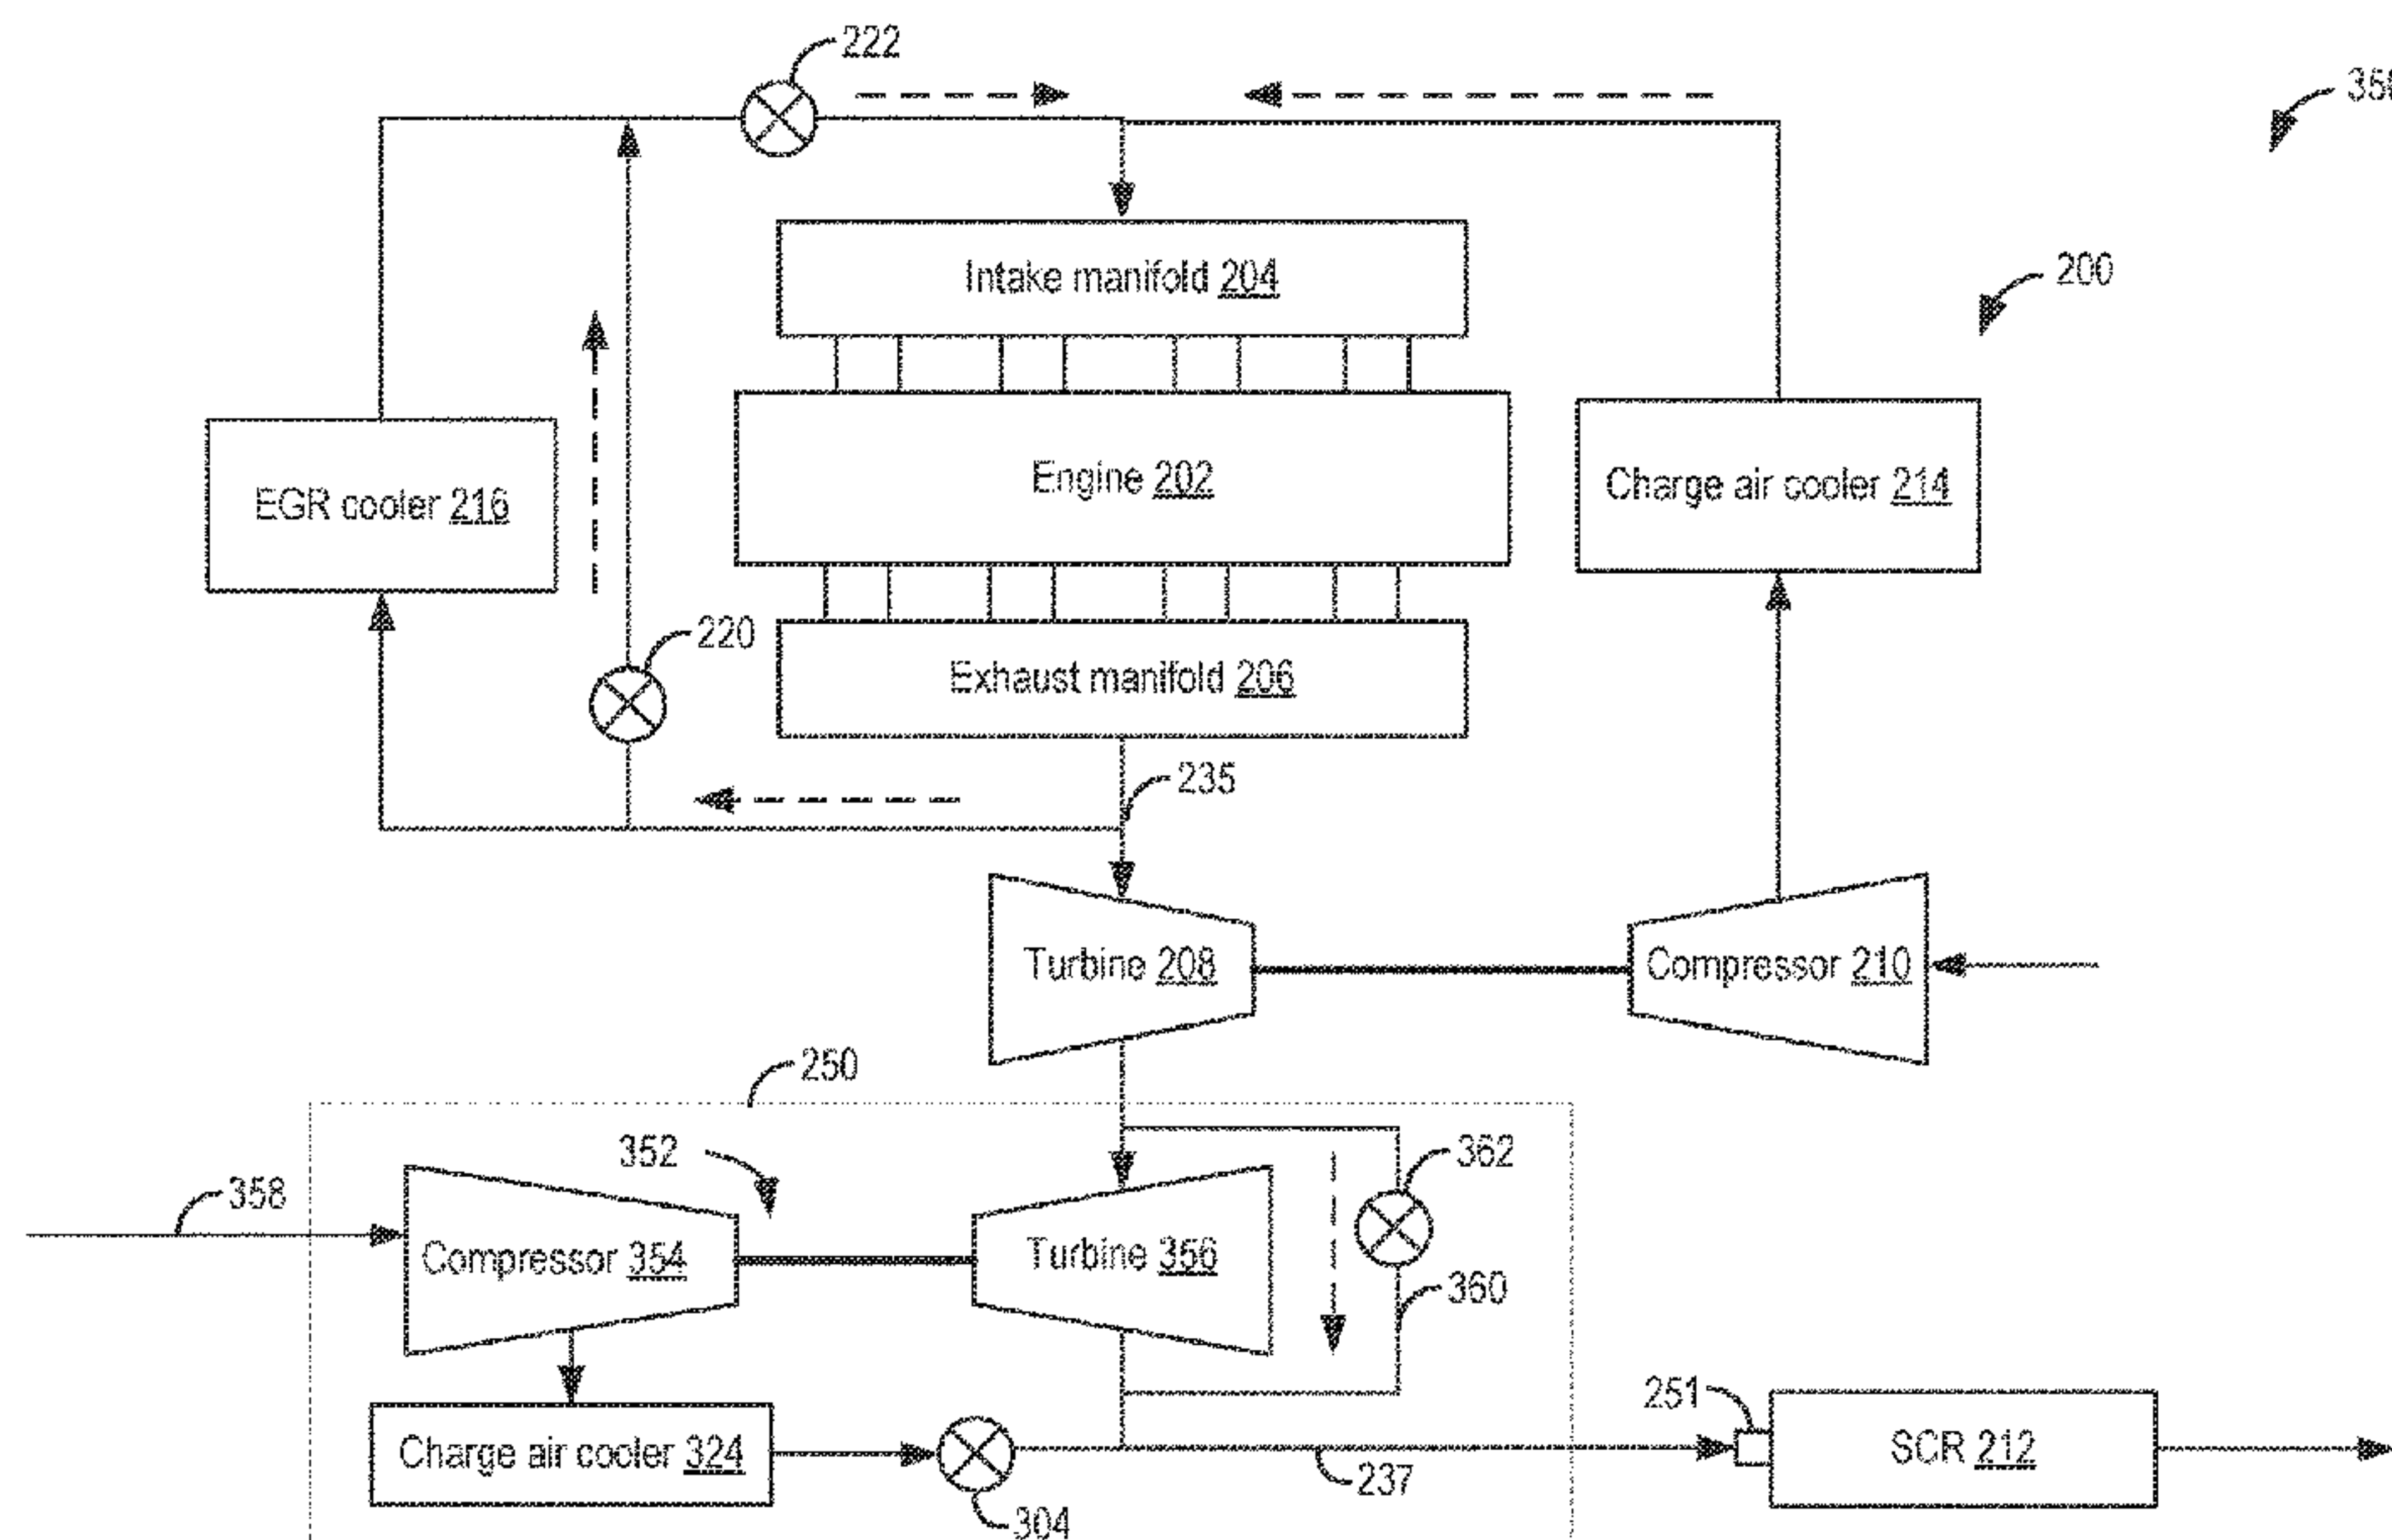 222
350
Intake manifold 204
200
EGR cooler 216
Engine 202
Charge air cooler 214
220
Exhaust manifold 206
235
Turbine 208
Compressor 210
250
352
362
358
Compressor 354
Turbine 356
360
251
Charge air cooler 324
SCR 212
237
304